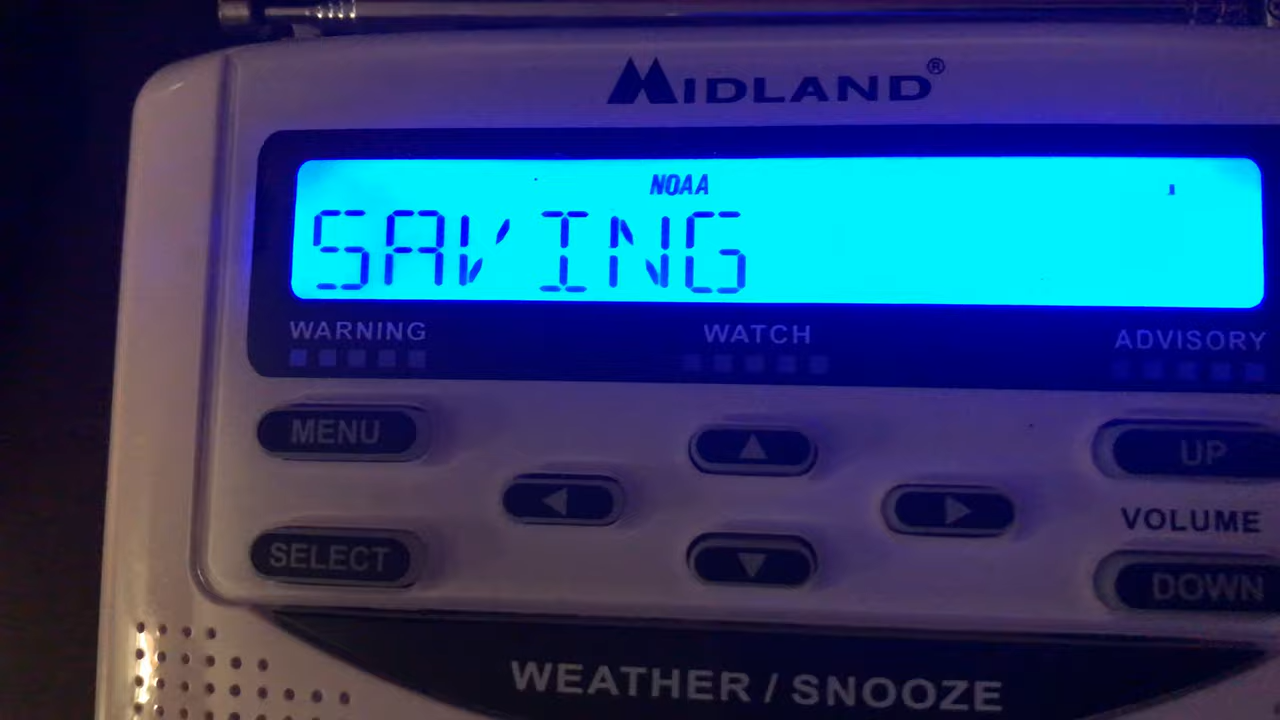 MIDLAND®
NOAA
SAVING
WARNING WATCH ADVISORY
MENU UP
VOLUME
SELECT DOWN
WEATHER / SNOOZE